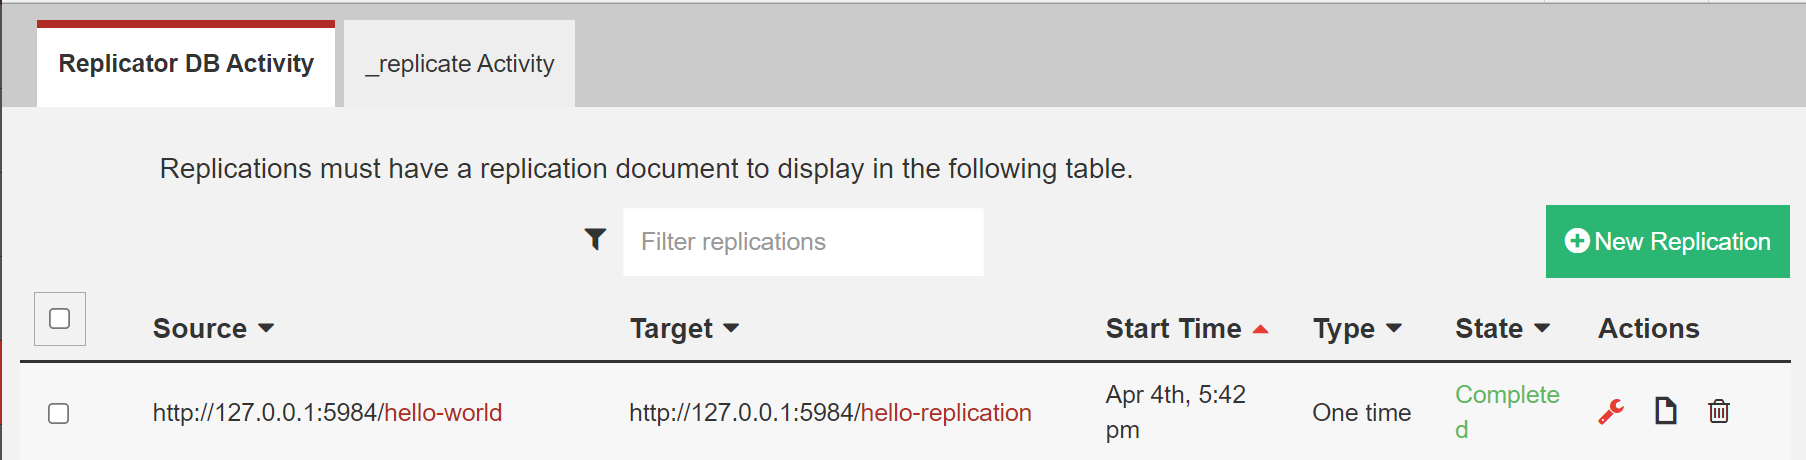 Replicator DB Activity
_replicate Activity
Replications must have a replication document to display in the following table.
Filter replications
New Replication
Source Target Start Time Type State Actions
http://127.0.0.1:5984/hello-world http://127.0.0.1:5984/hello-replication Apr 4th, 5:42 One time Complete
pm d